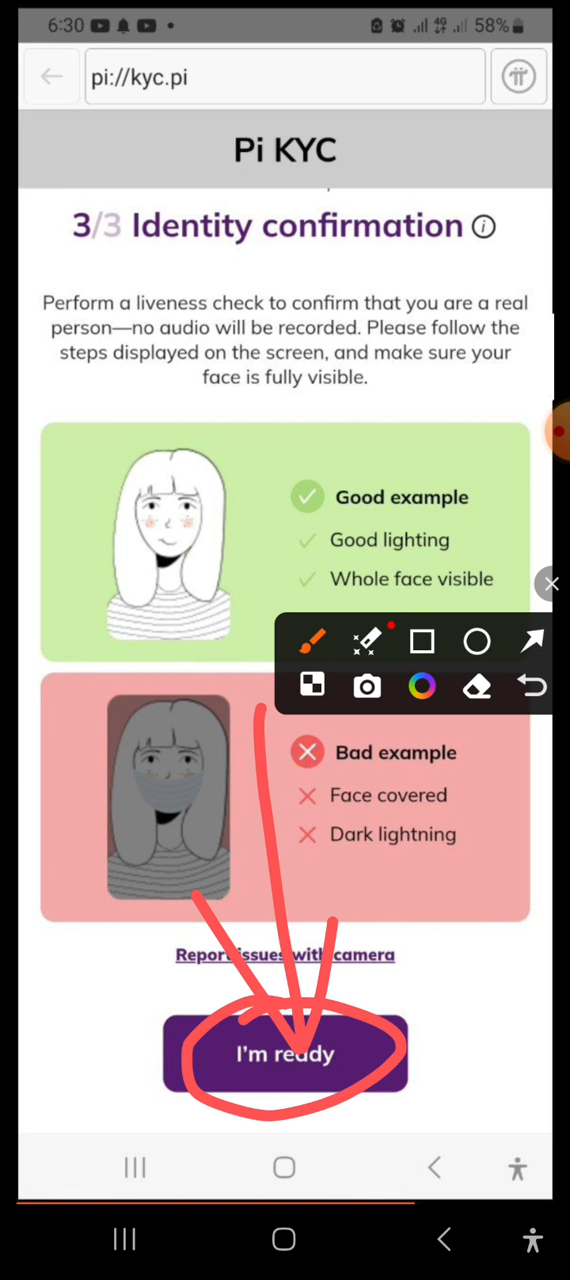 6:30
4G
58%
pi://kyc.pi
Pi KYC
3/3 Identity confirmation
Perform a liveness check to confirm that you are a real
person—no audio will be recorded. Please follow the
steps displayed on the screen, and make sure your
face is fully visible.
Good example
Good lighting
Whole face visible
Bad example
Face covered
Dark lightning
Report issues with camera
I'm ready